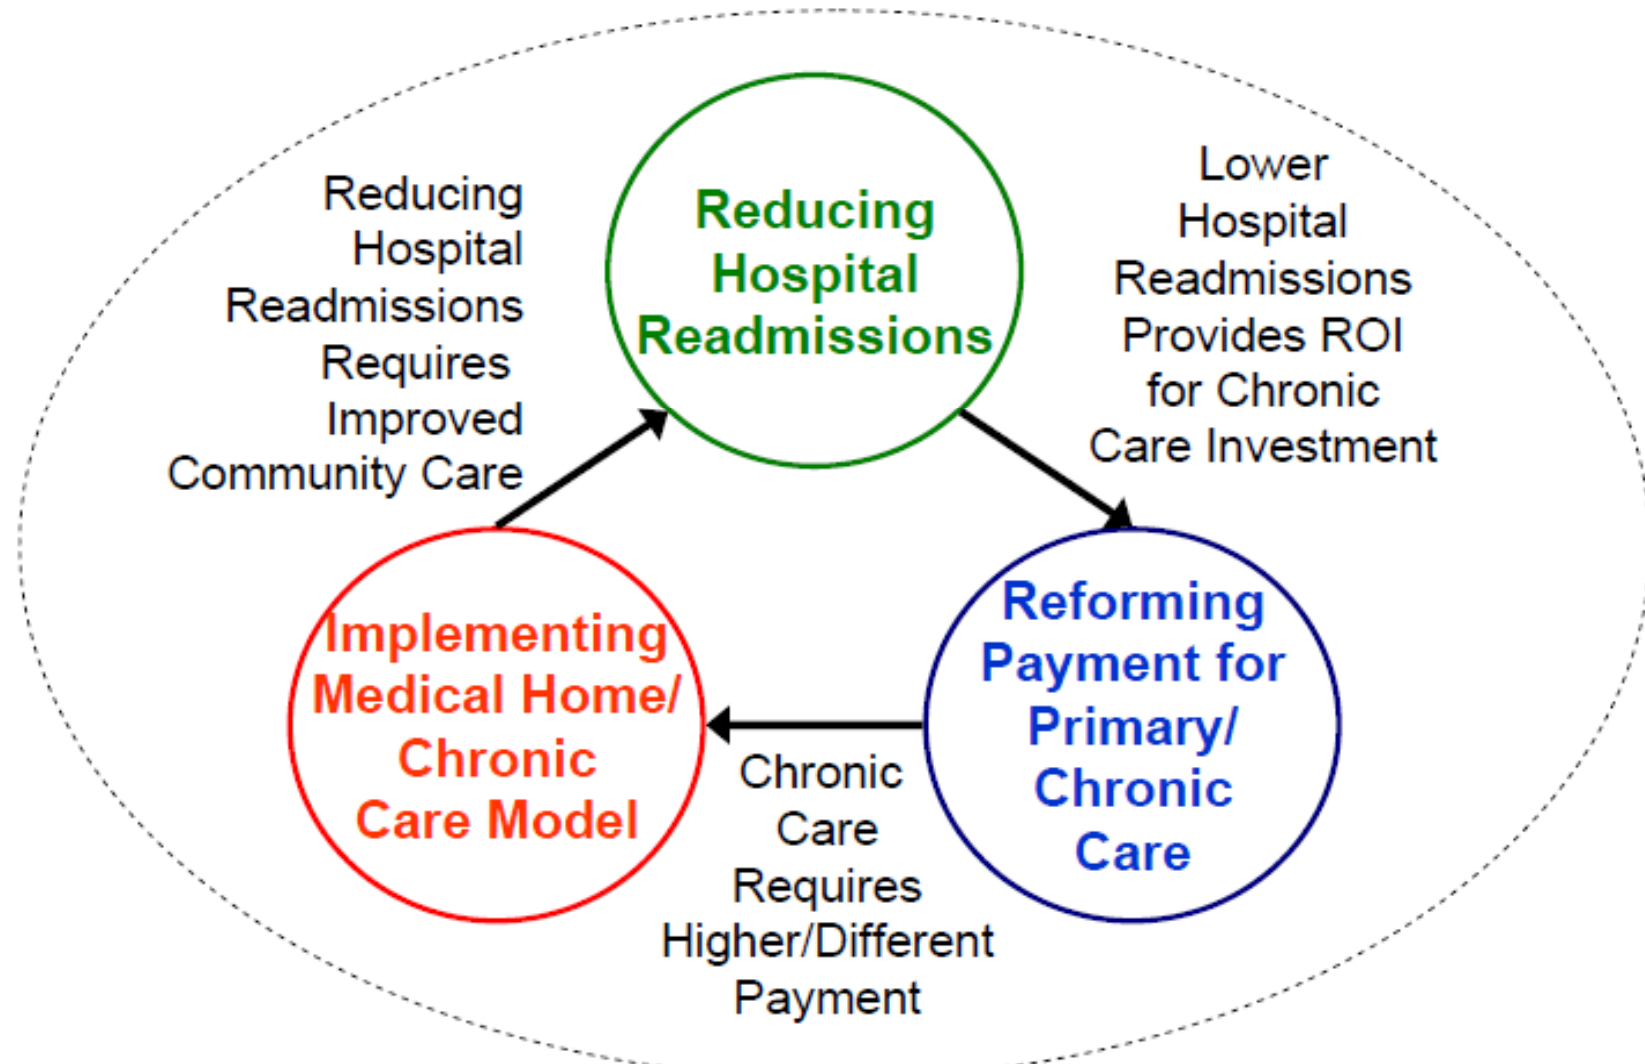 Reducing
Hospital
Readmissions
Reducing
Hospital
Readmissions
Requires
Improved
Community Care
Lower
Hospital
Readmissions
Provides ROI
for Chronic
Care Investment
Implementing
Medical Home/
Chronic
Care Model
Chronic
Care
Requires
Higher/Different
Payment
Reforming
Payment for
Primary/
Chronic
Care